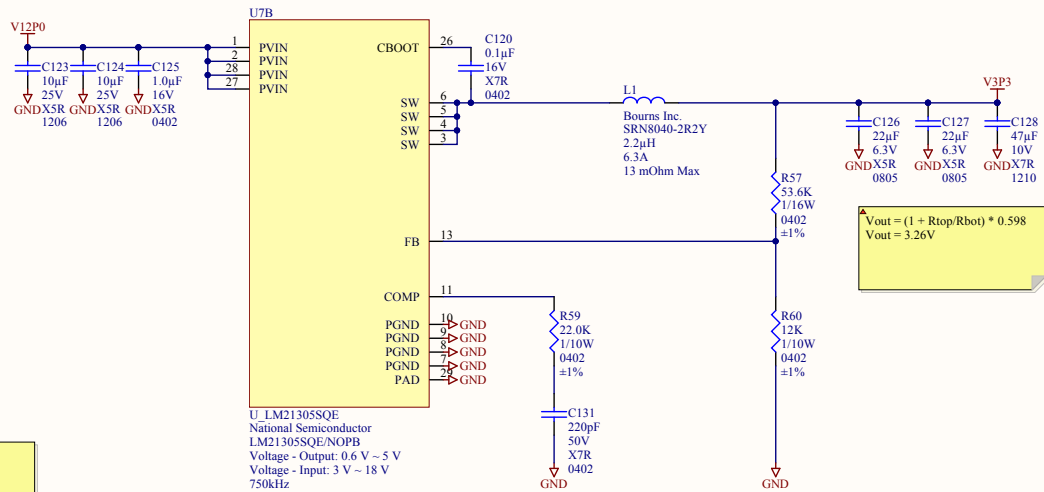 U7B
V12P0
C123
10µF
25V
X5R
1206
GND
C124
10µF
25V
X5R
1206
GND
C125
1.0µF
16V
X5R
0402
GND
1 PVIN
2 PVIN
28 PVIN
27 PVIN
CBOOT 26
SW 6
SW 5
SW 4
SW 3
FB 13
COMP 11
PGND 10 GND
PGND 9 GND
PGND 8 GND
PGND 7 GND
PAD 29 GND
C120
0.1µF
16V
X7R
0402
L1
Bourns Inc.
SRN8040-2R2Y
2.2µH
6.3A
13 mOhm Max
V3P3
C126
22µF
6.3V
X5R
0805
GND
C127
22µF
6.3V
X5R
0805
GND
C128
47µF
10V
X7R
1210
GND
R57
53.6K
1/16W
0402
±1%
Vout = (1 + Rtop/Rbot) * 0.598
Vout = 3.26V
R59
22.0K
1/10W
0402
±1%
R60
12K
1/10W
0402
±1%
C131
220pF
50V
X7R
0402
GND
GND
U_LM21305SQE
National Semiconductor
LM21305SQE/NOPB
Voltage - Output: 0.6 V ~ 5 V
Voltage - Input: 3 V ~ 18 V
750kHz